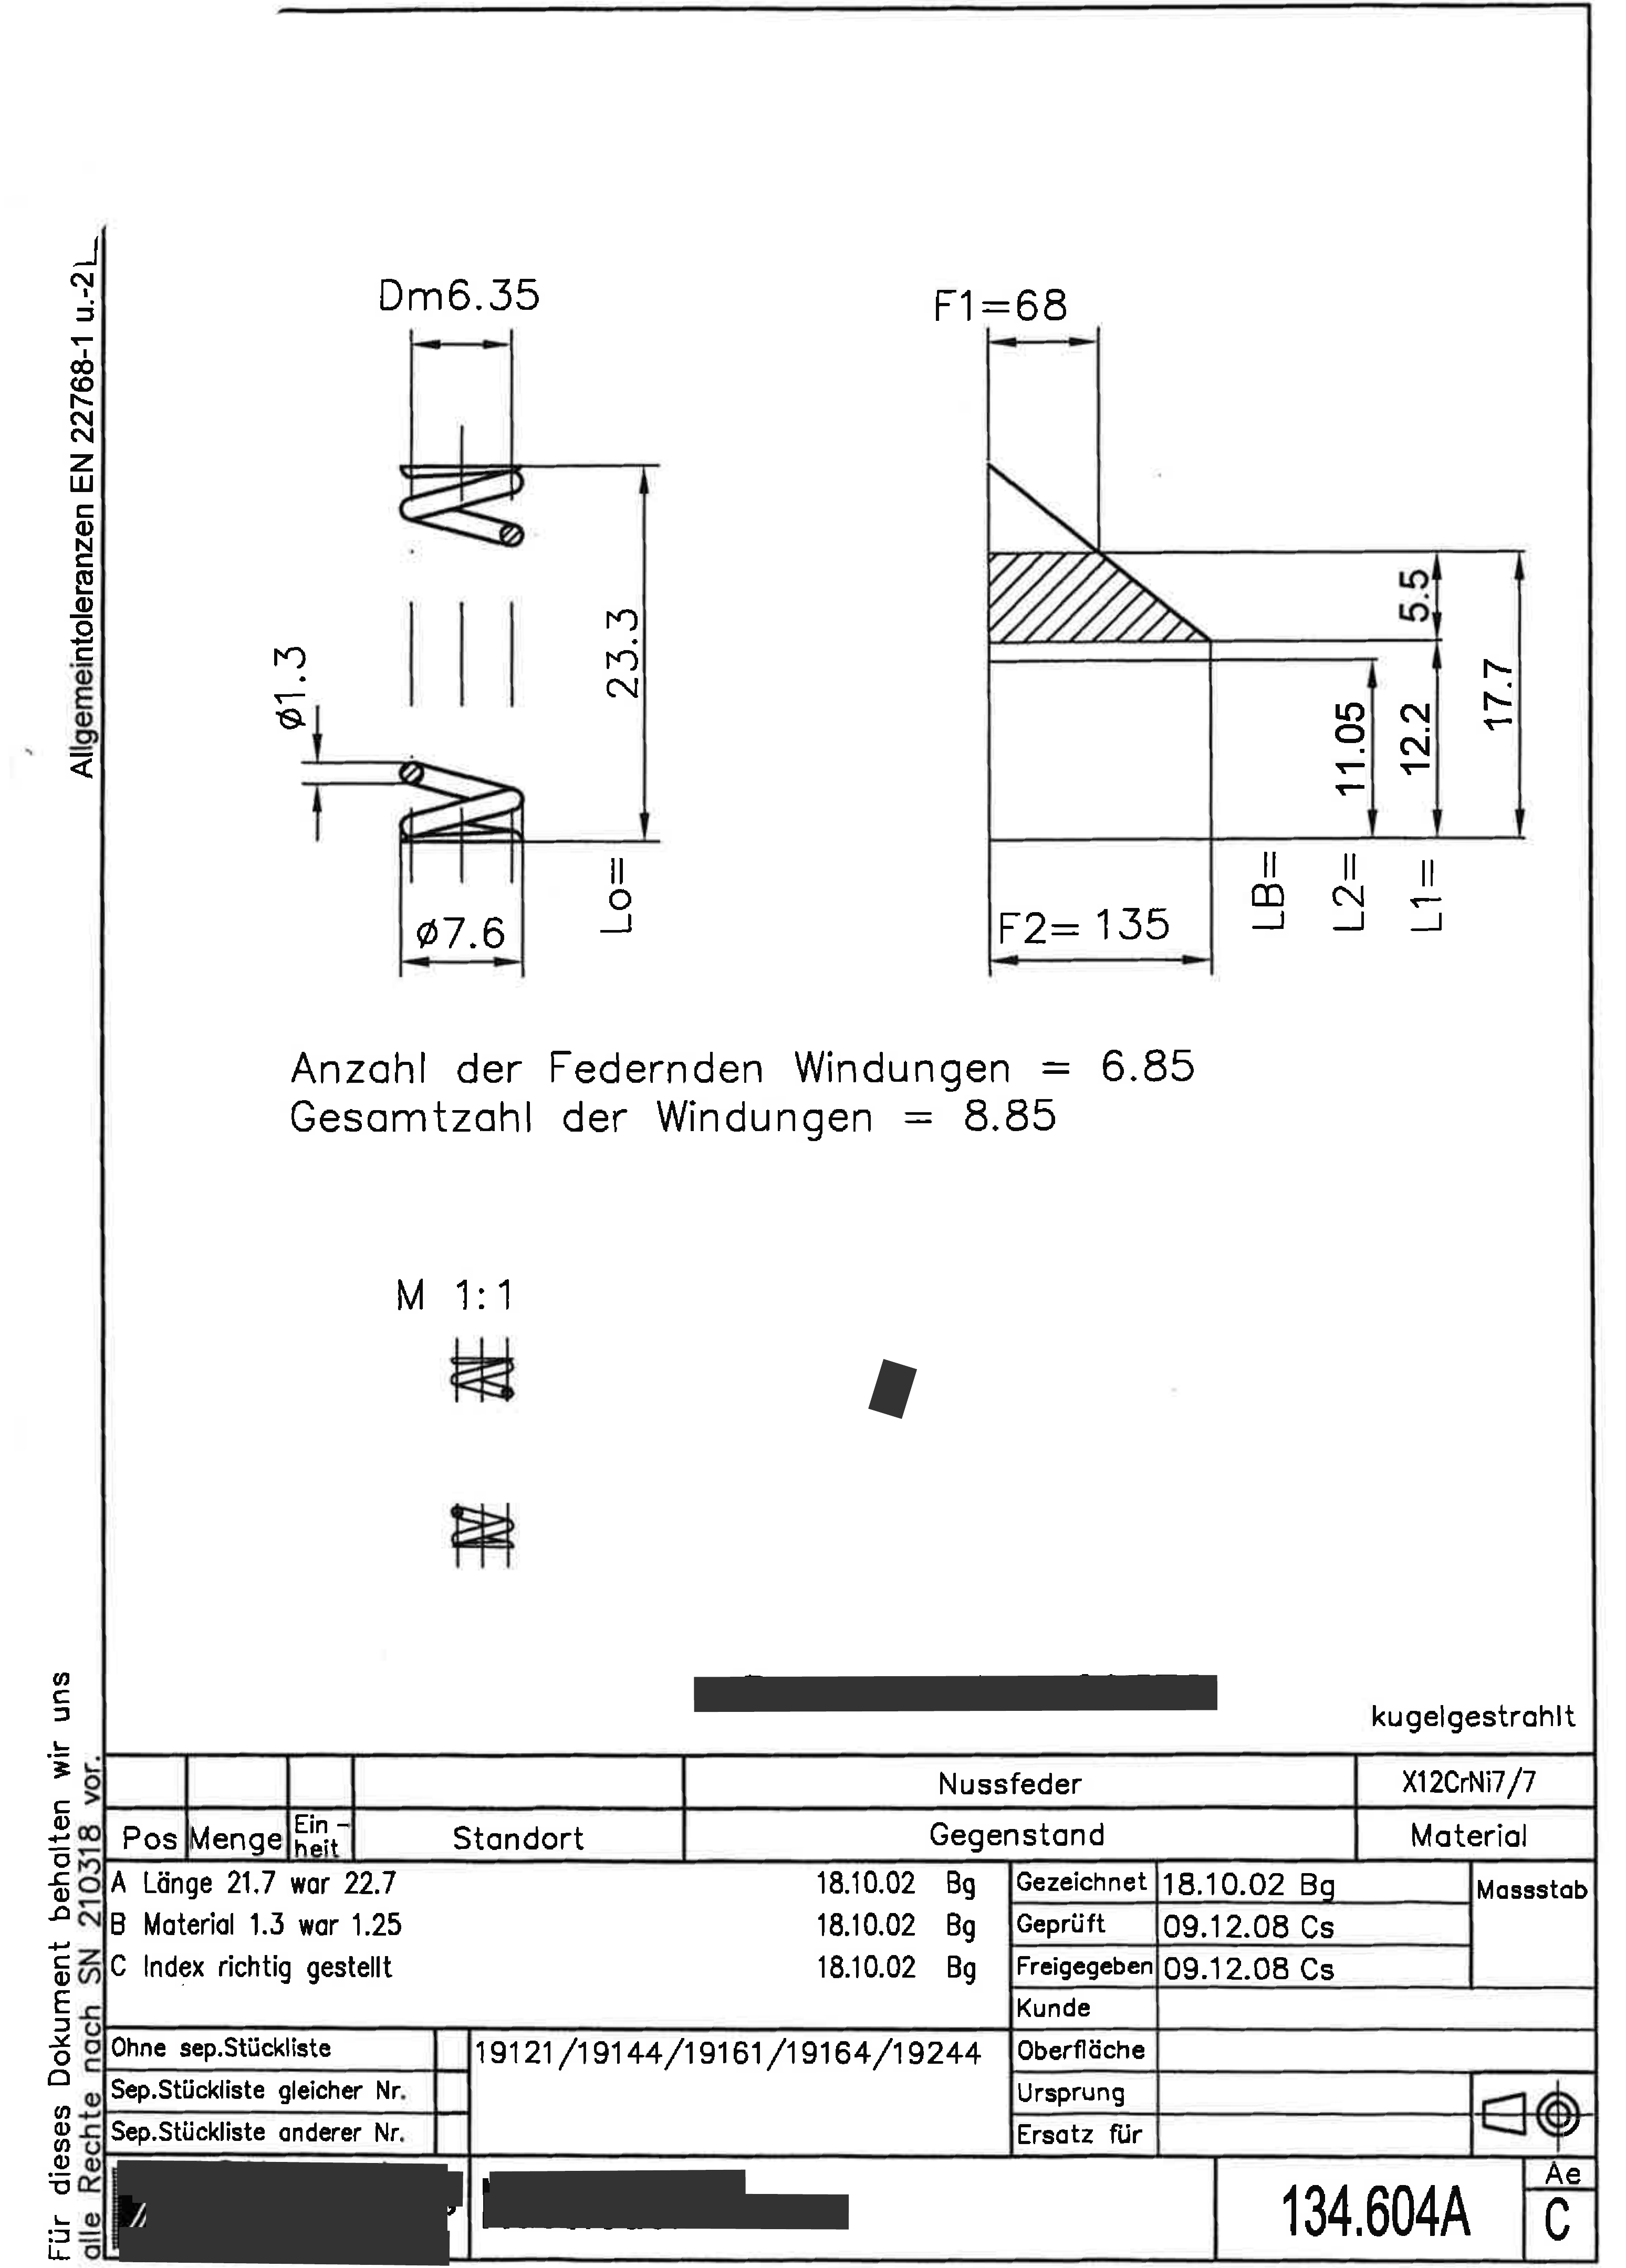 Allgemeintoleranzen EN 22768-1 u.-2
Dm6.35
F1=68
ø1.3
23.3
Lo=
ø7.6
5.5
17.7
11.05
12.2
F2= 135
LB=
L2=
L1=
Anzahl der Federnden Windungen = 6.85
Gesamtzahl der Windungen = 8.85
M 1:1
kugelgestrahlt
Nussfeder
X12CrNi7/7
Pos
Menge
Ein-
heit
Standort
Gegenstand
Material
A Länge 21.7 war 22.7 18.10.02 Bg
B Material 1.3 war 1.25 18.10.02 Bg
C Index richtig gestellt 18.10.02 Bg
Gezeichnet 18.10.02 Bg
Geprüft 09.12.08 Cs
Freigegeben 09.12.08 Cs
Massstab
Kunde
Oberfläche
Ursprung
Ersatz für
Ohne sep.Stückliste
Sep.Stückliste gleicher Nr.
Sep.Stückliste anderer Nr.
19121/19144/19161/19164/19244
134.604A
Ae
C
Für dieses Dokument behalten wir uns
alle Rechte nach SN 210318 vor.